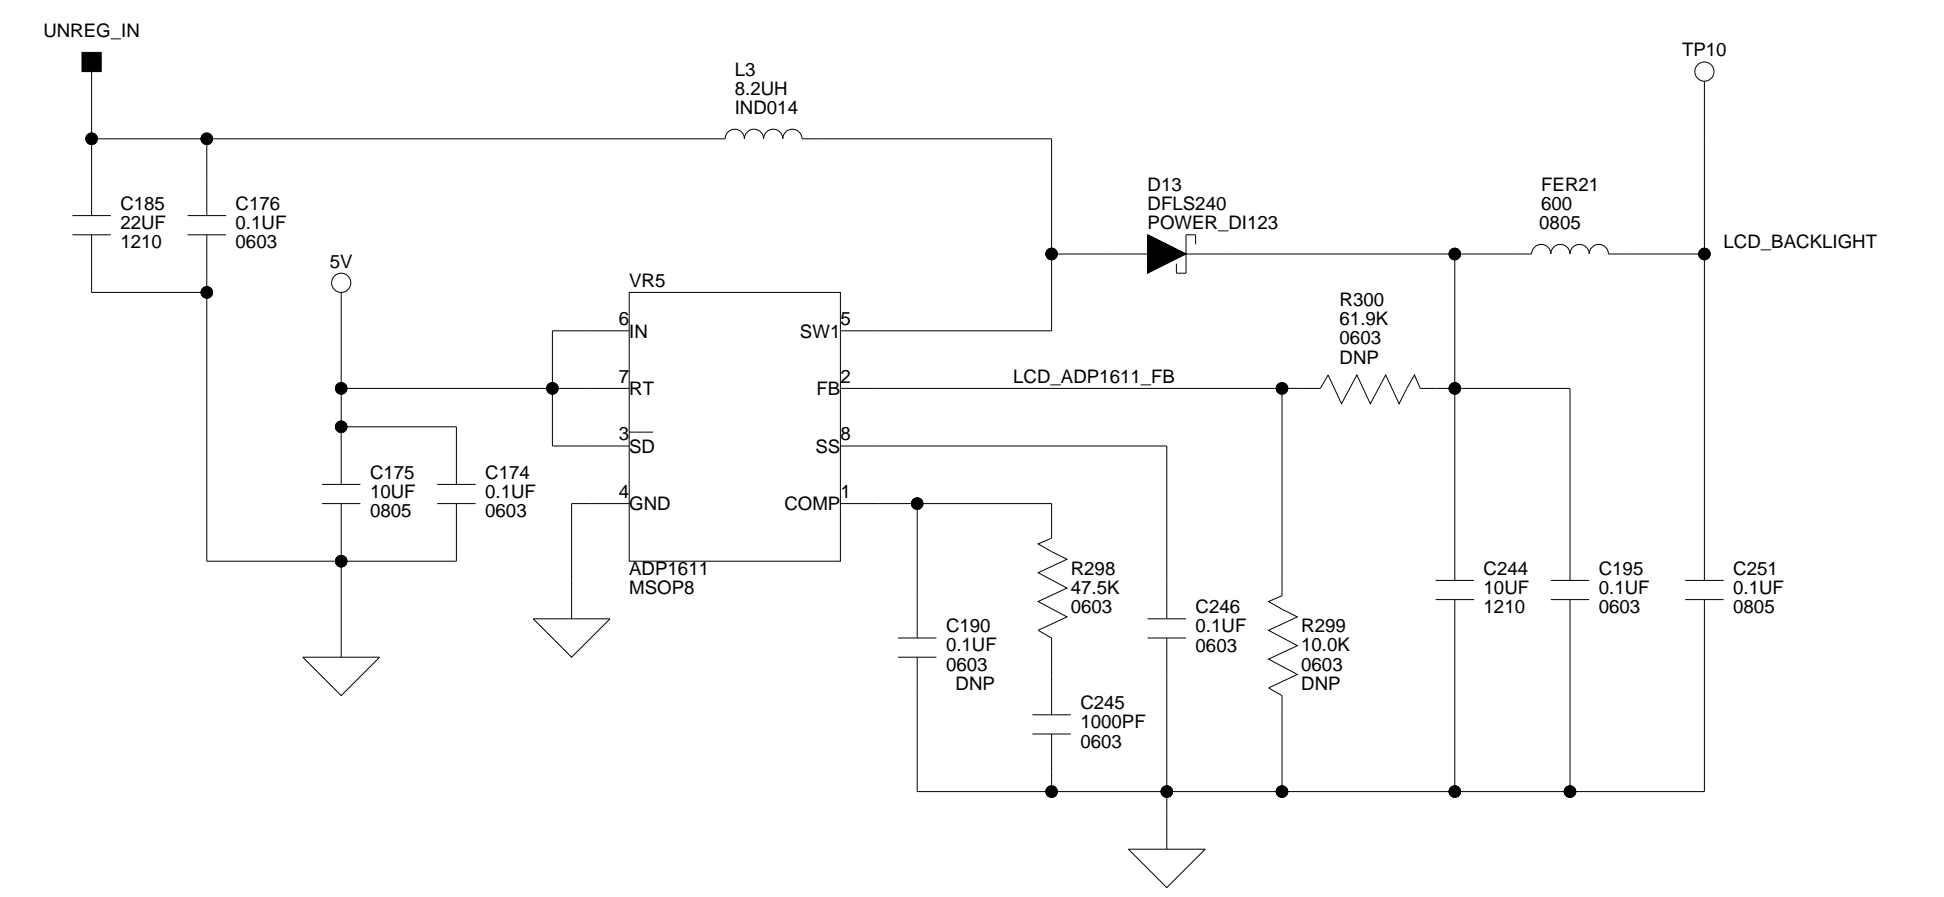 UNREG_IN
TP10
L3
8.2UH
IND014
D13
DFLS240
POWER_DI123
FER21
600
0805
C185
22UF
1210
C176
0.1UF
0603
LCD_BACKLIGHT
5V
VR5
R300
61.9K
0603
DNP
6
IN
SW1
5
7
RT
FB
2
LCD_ADP1611_FB
3
SD
SS
8
4
GND
COMP
1
C175
10UF
0805
C174
0.1UF
0603
ADP1611
MSOP8
R298
47.5K
0603
C244
10UF
1210
C195
0.1UF
0603
C251
0.1UF
0805
C246
0.1UF
0603
C190
0.1UF
0603
DNP
R299
10.0K
0603
DNP
C245
1000PF
0603